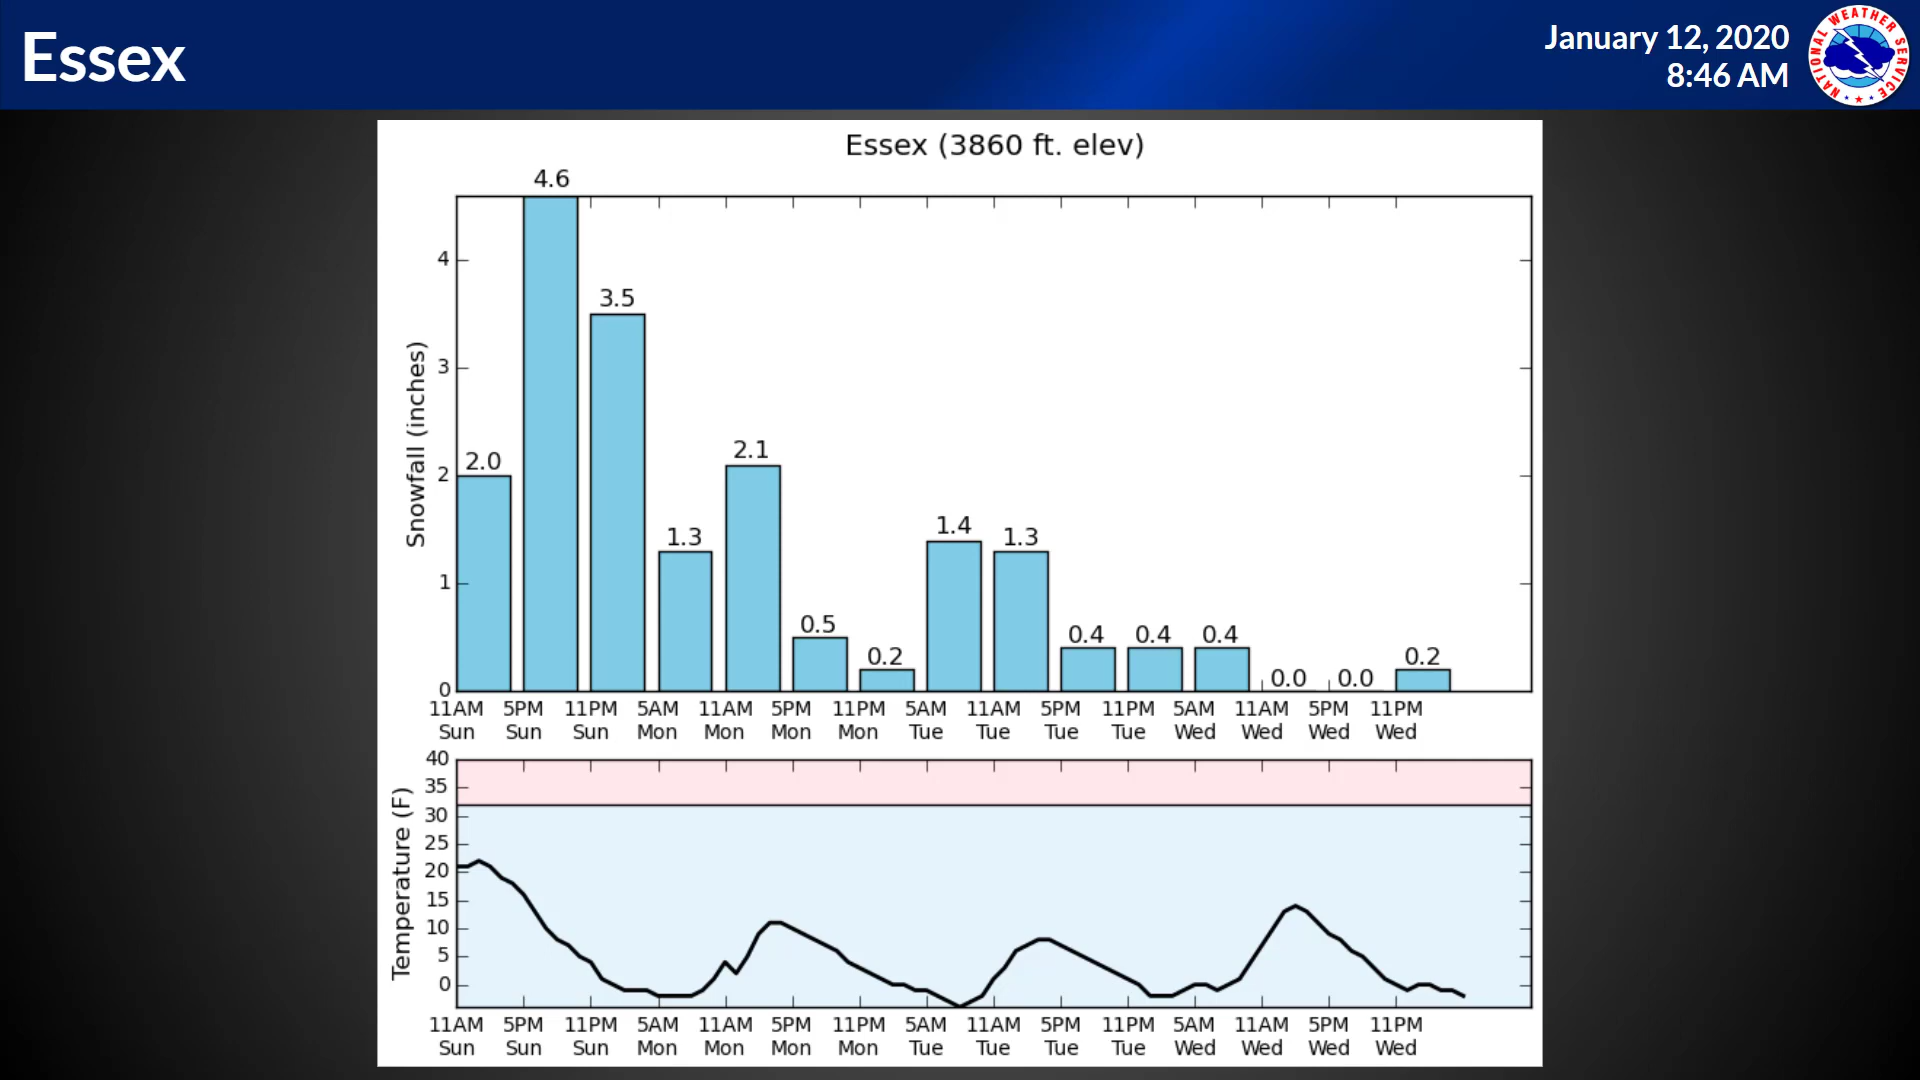 Essex
January 12, 2020
8:46 AM
NATIONAL WEATHER SERVICE
Essex (3860 ft. elev)
Snowfall (inches)
4
3
2
1
0
2.0
4.6
3.5
1.3
2.1
0.5
0.2
1.4
1.3
0.4
0.4
0.4
0.0
0.0
0.2
11AM 5PM 11PM 5AM 11AM 5PM 11PM 5AM 11AM 5PM 11PM 5AM 11AM 5PM 11PM
Sun Sun Sun Mon Mon Mon Mon Tue Tue Tue Tue Wed Wed Wed Wed
Temperature (F)
40
35
30
25
20
15
10
5
0
11AM 5PM 11PM 5AM 11AM 5PM 11PM 5AM 11AM 5PM 11PM 5AM 11AM 5PM 11PM
Sun Sun Sun Mon Mon Mon Mon Tue Tue Tue Tue Wed Wed Wed Wed